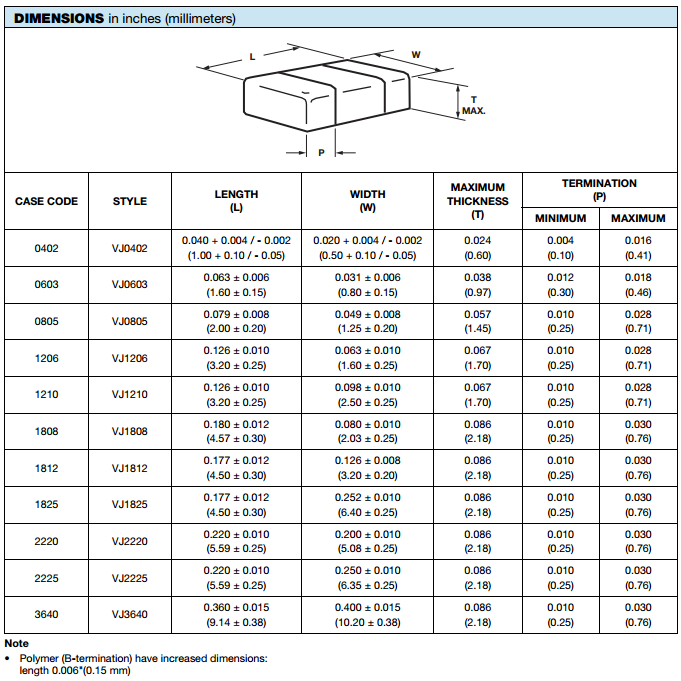 DIMENSIONS in inches (millimeters)
L
W
T
MAX.
P
CASE CODE STYLE LENGTH (L) WIDTH (W) MAXIMUM THICKNESS (T) TERMINATION (P)
MINIMUM MAXIMUM
0402 VJ0402 0.040 + 0.004 / - 0.002 0.020 + 0.004 / - 0.002 0.024 0.004 0.016
(1.00 + 0.10 / - 0.05) (0.50 + 0.10 / - 0.05) (0.60) (0.10) (0.41)
0603 VJ0603 0.063 ± 0.006 0.031 ± 0.006 0.038 0.012 0.018
(1.60 ± 0.15) (0.80 ± 0.15) (0.97) (0.30) (0.46)
0805 VJ0805 0.079 ± 0.008 0.049 ± 0.008 0.057 0.010 0.028
(2.00 ± 0.20) (1.25 ± 0.20) (1.45) (0.25) (0.71)
1206 VJ1206 0.126 ± 0.010 0.063 ± 0.010 0.067 0.010 0.028
(3.20 ± 0.25) (1.60 ± 0.25) (1.70) (0.25) (0.71)
1210 VJ1210 0.126 ± 0.010 0.098 ± 0.010 0.067 0.010 0.028
(3.20 ± 0.25) (2.50 ± 0.25) (1.70) (0.25) (0.71)
1808 VJ1808 0.180 ± 0.012 0.080 ± 0.010 0.086 0.010 0.030
(4.57 ± 0.30) (2.03 ± 0.25) (2.18) (0.25) (0.76)
1812 VJ1812 0.177 ± 0.012 0.126 ± 0.008 0.086 0.010 0.030
(4.50 ± 0.30) (3.20 ± 0.20) (2.18) (0.25) (0.76)
1825 VJ1825 0.177 ± 0.012 0.252 ± 0.010 0.086 0.010 0.030
(4.50 ± 0.30) (6.40 ± 0.25) (2.18) (0.25) (0.76)
2220 VJ2220 0.220 ± 0.010 0.200 ± 0.010 0.086 0.010 0.030
(5.59 ± 0.25) (5.08 ± 0.25) (2.18) (0.25) (0.76)
2225 VJ2225 0.220 ± 0.010 0.250 ± 0.010 0.086 0.010 0.030
(5.59 ± 0.25) (6.35 ± 0.25) (2.18) (0.25) (0.76)
3640 VJ3640 0.360 ± 0.015 0.400 ± 0.015 0.086 0.010 0.030
(9.14 ± 0.38) (10.20 ± 0.38) (2.18) (0.25) (0.76)
Note
• Polymer (B-termination) have increased dimensions:
length 0.006"(0.15 mm)